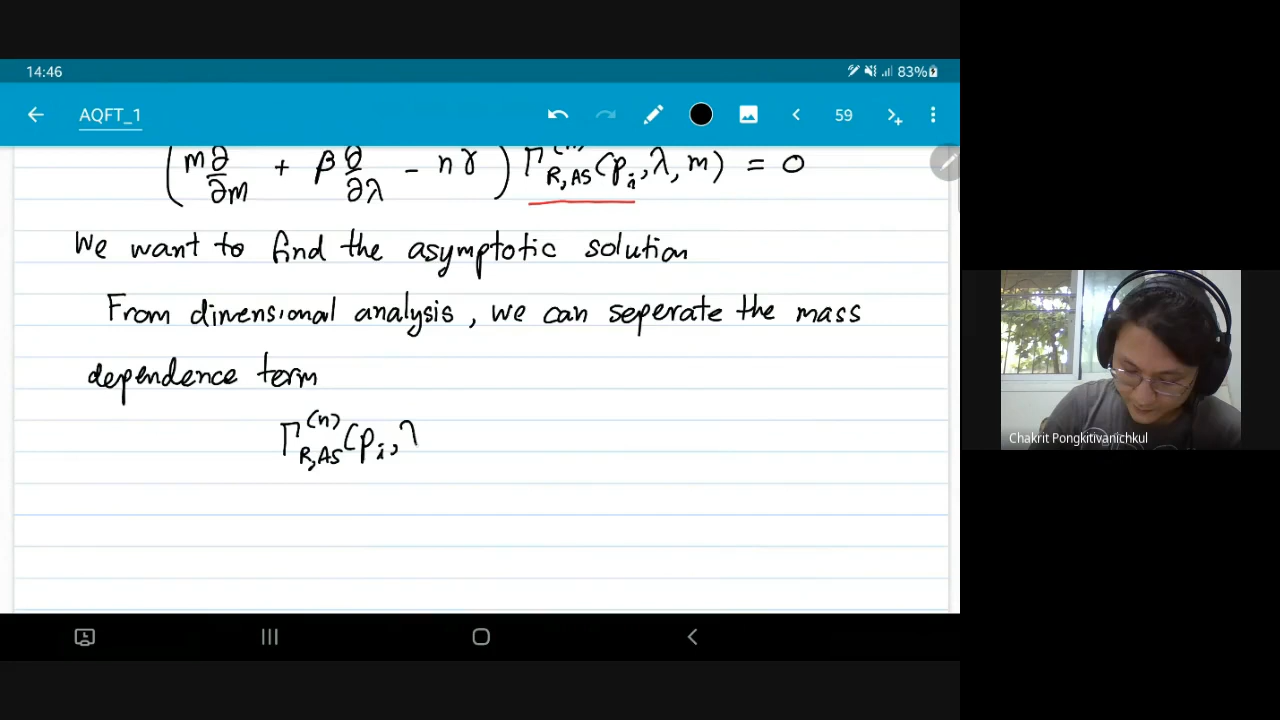 14:46
83%
AQFT_1
59
(m∂/∂m + β∂/∂λ - nγ) Γ^(n)_R,AS (p_i, λ, m) = 0
We want to find the asymptotic solution
From dimensional analysis, we can seperate the mass
dependence term
Γ^(n)_R,AS (p_i, λ
Chakrit Pongkitivanichkul